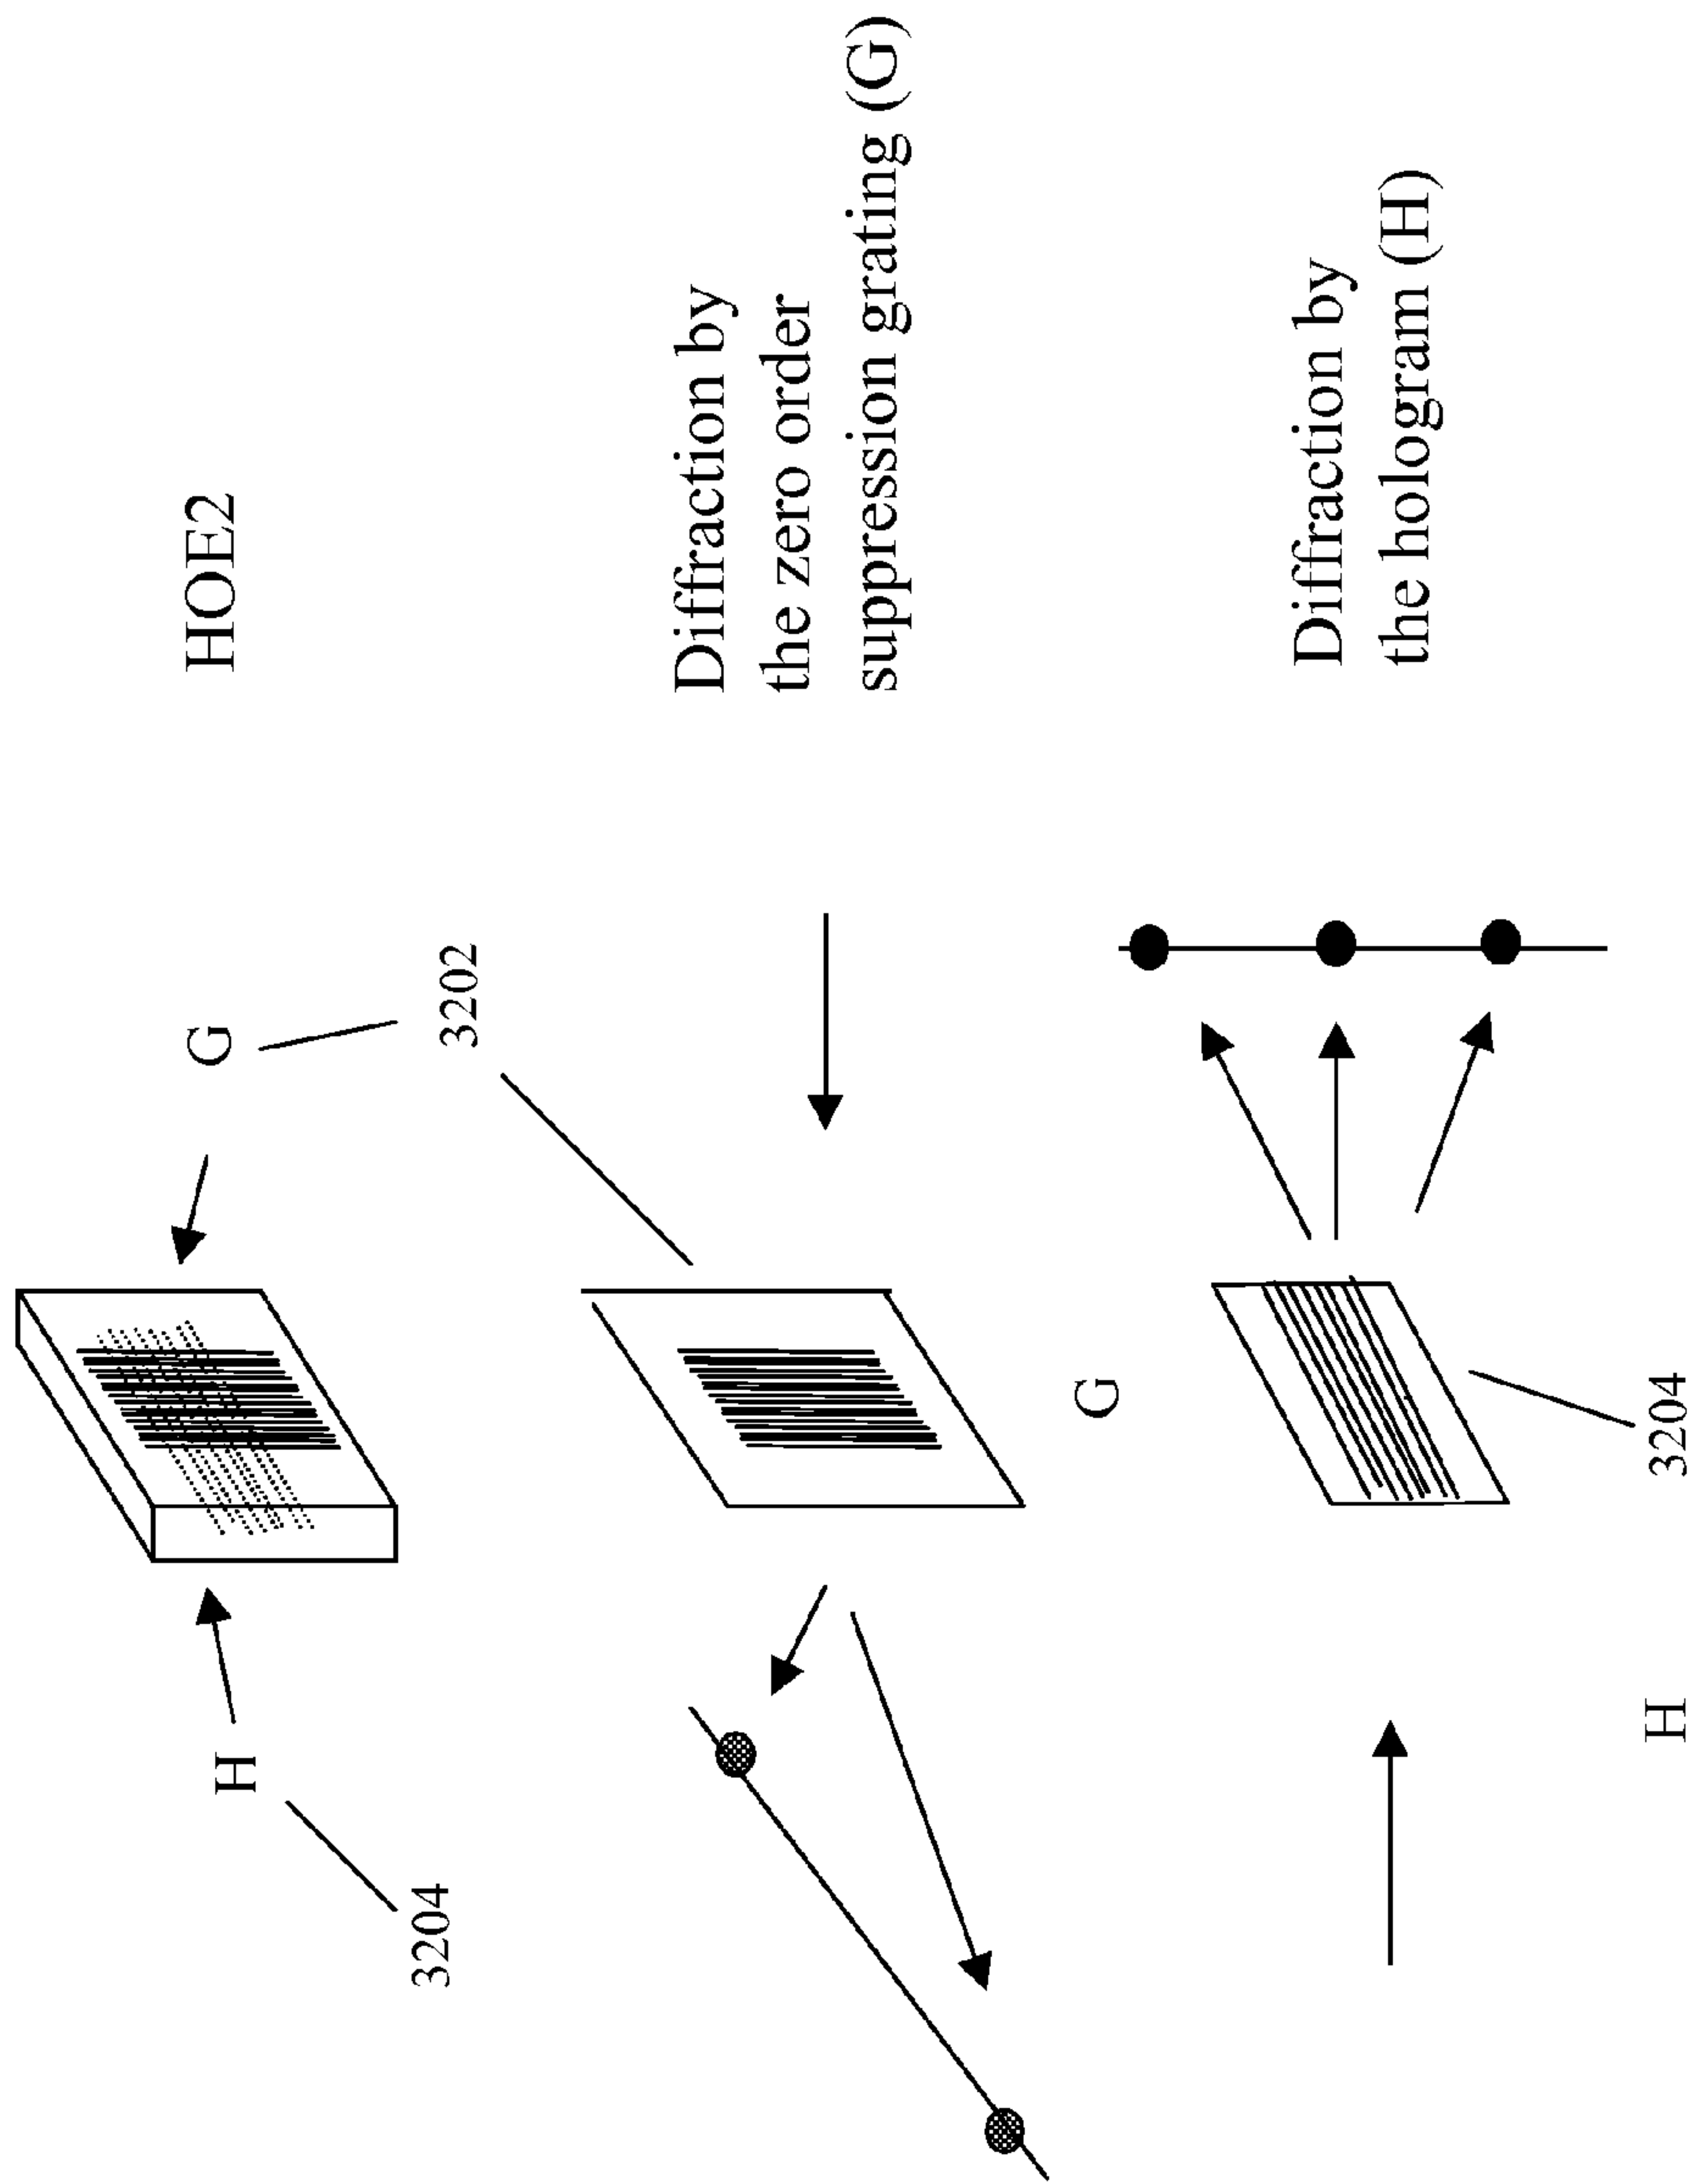 H
G
HOE2
3204
3202
Diffraction by
the zero order
suppression grating (G)
G
Diffraction by
the hologram (H)
H
3204